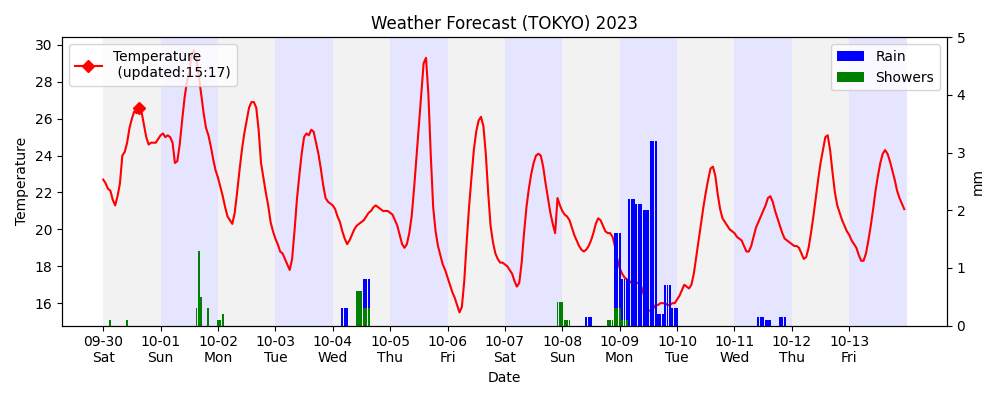 Weather Forecast (TOKYO) 2023
Temperature
(updated:15:17)
Rain
Showers
30
28
26
24
22
20
18
16
Temperature
5
4
3
2
1
0
mm
09-30 10-01 10-02 10-03 10-04 10-05 10-06 10-07 10-08 10-09 10-10 10-11 10-12 10-13
Sat Sun Mon Tue Wed Thu Fri Sat Sun Mon Tue Wed Thu Fri
Date